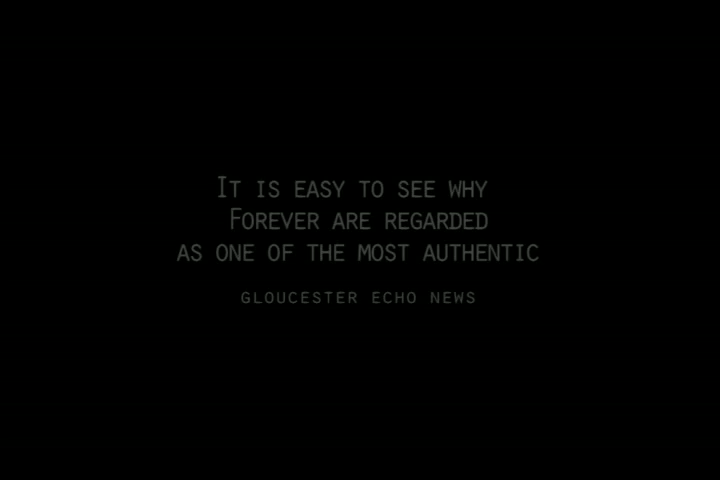 It is easy to see why
Forever are regarded
as one of the most authentic
GLOUCESTER ECHO NEWS